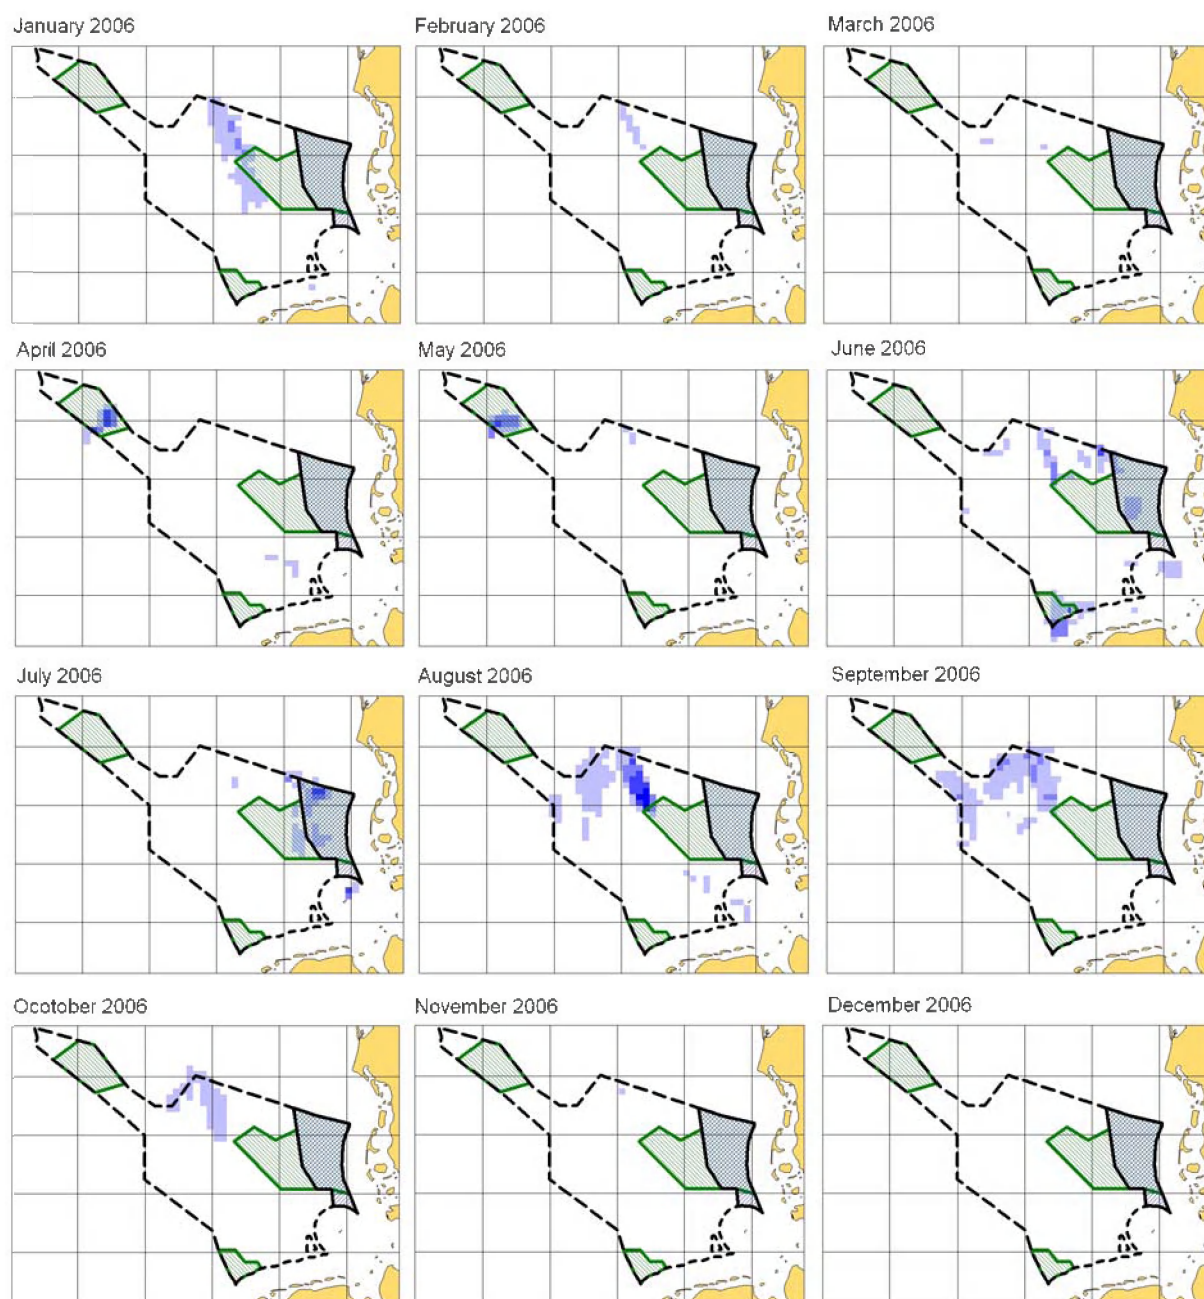 January 2006
February 2006
March 2006
April 2006
May 2006
June 2006
July 2006
August 2006
September 2006
Ocotober 2006
November 2006
December 2006